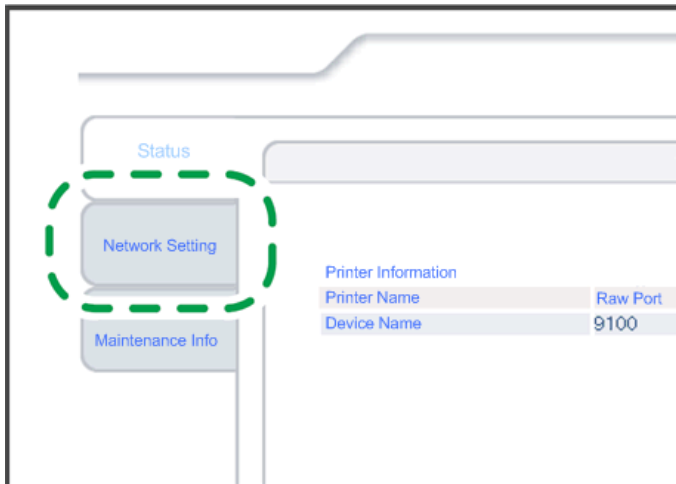 Status
Network Setting
Maintenance Info
Printer Information
Printer Name Raw Port
Device Name 9100